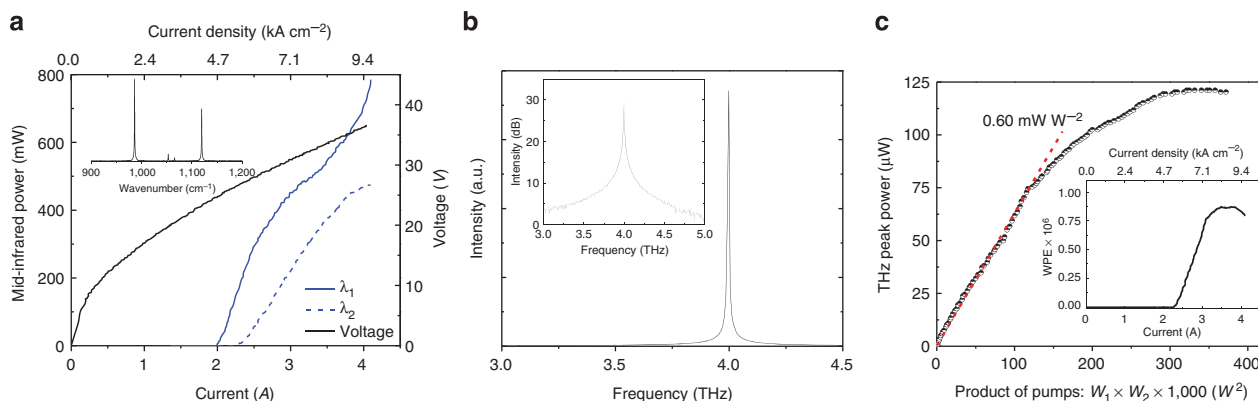 a
Current density (kA cm⁻²)
0.0 2.4 4.7 7.1 9.4
800
600
400
200
0
Mid-infrared power (mW)
900 1,000 1,100 1,200
Wavenumber (cm⁻¹)
40
30
20
10
0
Voltage (V)
λ₁
λ₂
Voltage
0 1 2 3 4
Current (A)
b
Intensity (a.u.)
30
20
10
0
Intensity (dB)
3.0 3.5 4.0 4.5 5.0
Frequency (THz)
3.0 3.5 4.0 4.5
Frequency (THz)
c
125
100
75
50
25
0
THz peak power (µW)
0.60 mW W⁻²
Current density (kA cm⁻²)
0.0 2.4 4.7 7.1 9.4
1.00
0.75
0.50
0.25
0.00
WPE × 10⁶
0 1 2 3 4
Current (A)
0 100 200 300 400
Product of pumps: W₁ × W₂ × 1,000 (W²)